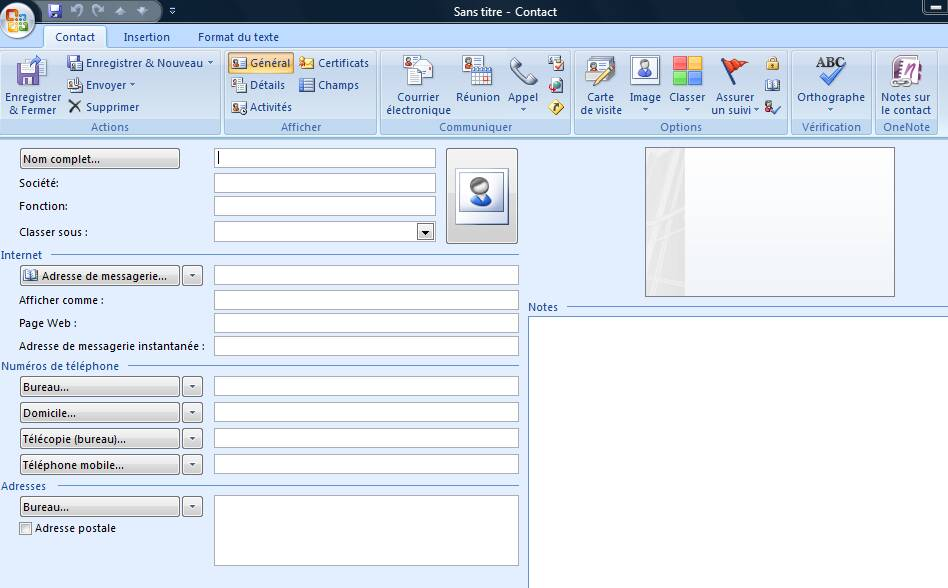 Sans titre - Contact
Contact Insertion Format du texte
Enregistrer & Fermer
Enregistrer & Nouveau
Envoyer
Supprimer
Actions
Général
Détails
Activités
Certificats
Champs
Afficher
Courrier électronique
Réunion
Appel
Communiquer
Carte de visite
Image
Classer
Assurer un suivi
Options
ABC
Orthographe
Vérification
Notes sur le contact
OneNote
Nom complet...
Société:
Fonction:
Classer sous :
Internet
Adresse de messagerie...
Afficher comme :
Page Web :
Adresse de messagerie instantanée :
Numéros de téléphone
Bureau...
Domicile...
Télécopie (bureau)...
Téléphone mobile...
Adresses
Bureau...
Adresse postale
Notes